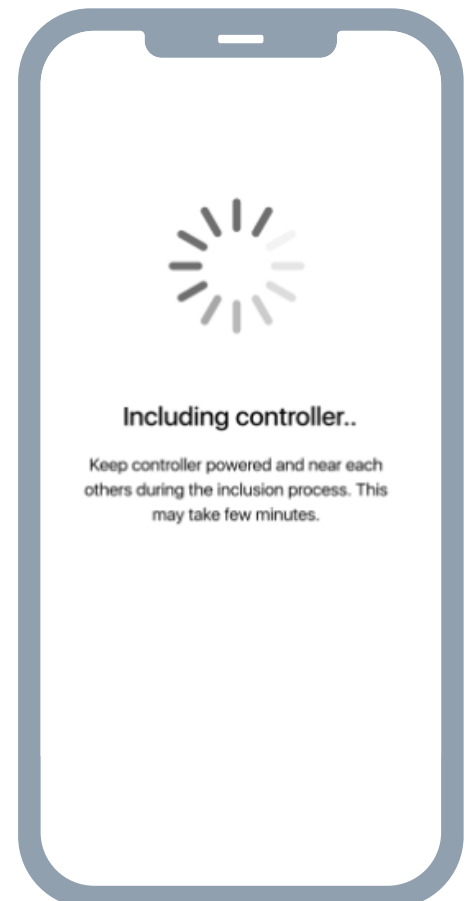 Including controller..
Keep controller powered and near each
others during the inclusion process. This
may take few minutes.